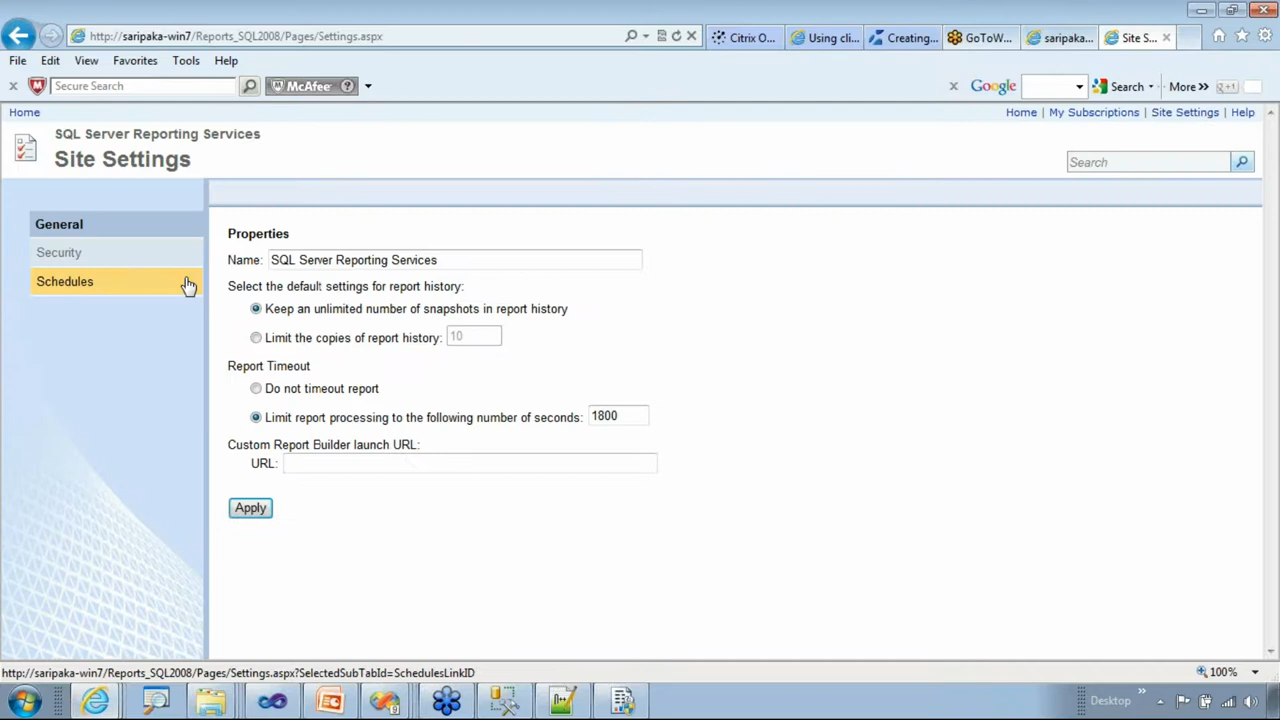 http://saripaka-win7/Reports_SQL2008/Pages/Settings.aspx
Citrix O...
Using cli...
Creating...
GoToW...
saripaka...
Site S...
File Edit View Favorites Tools Help
Secure Search
McAfee
Google
Search
More »
Home
Home | My Subscriptions | Site Settings | Help
SQL Server Reporting Services
Site Settings
Search
General
Security
Schedules
Properties
Name: SQL Server Reporting Services
Select the default settings for report history:
Keep an unlimited number of snapshots in report history
Limit the copies of report history: 10
Report Timeout
Do not timeout report
Limit report processing to the following number of seconds: 1800
Custom Report Builder launch URL:
URL:
Apply
http://saripaka-win7/Reports_SQL2008/Pages/Settings.aspx?SelectedSubTabId=SchedulesLinkID
100%
Desktop